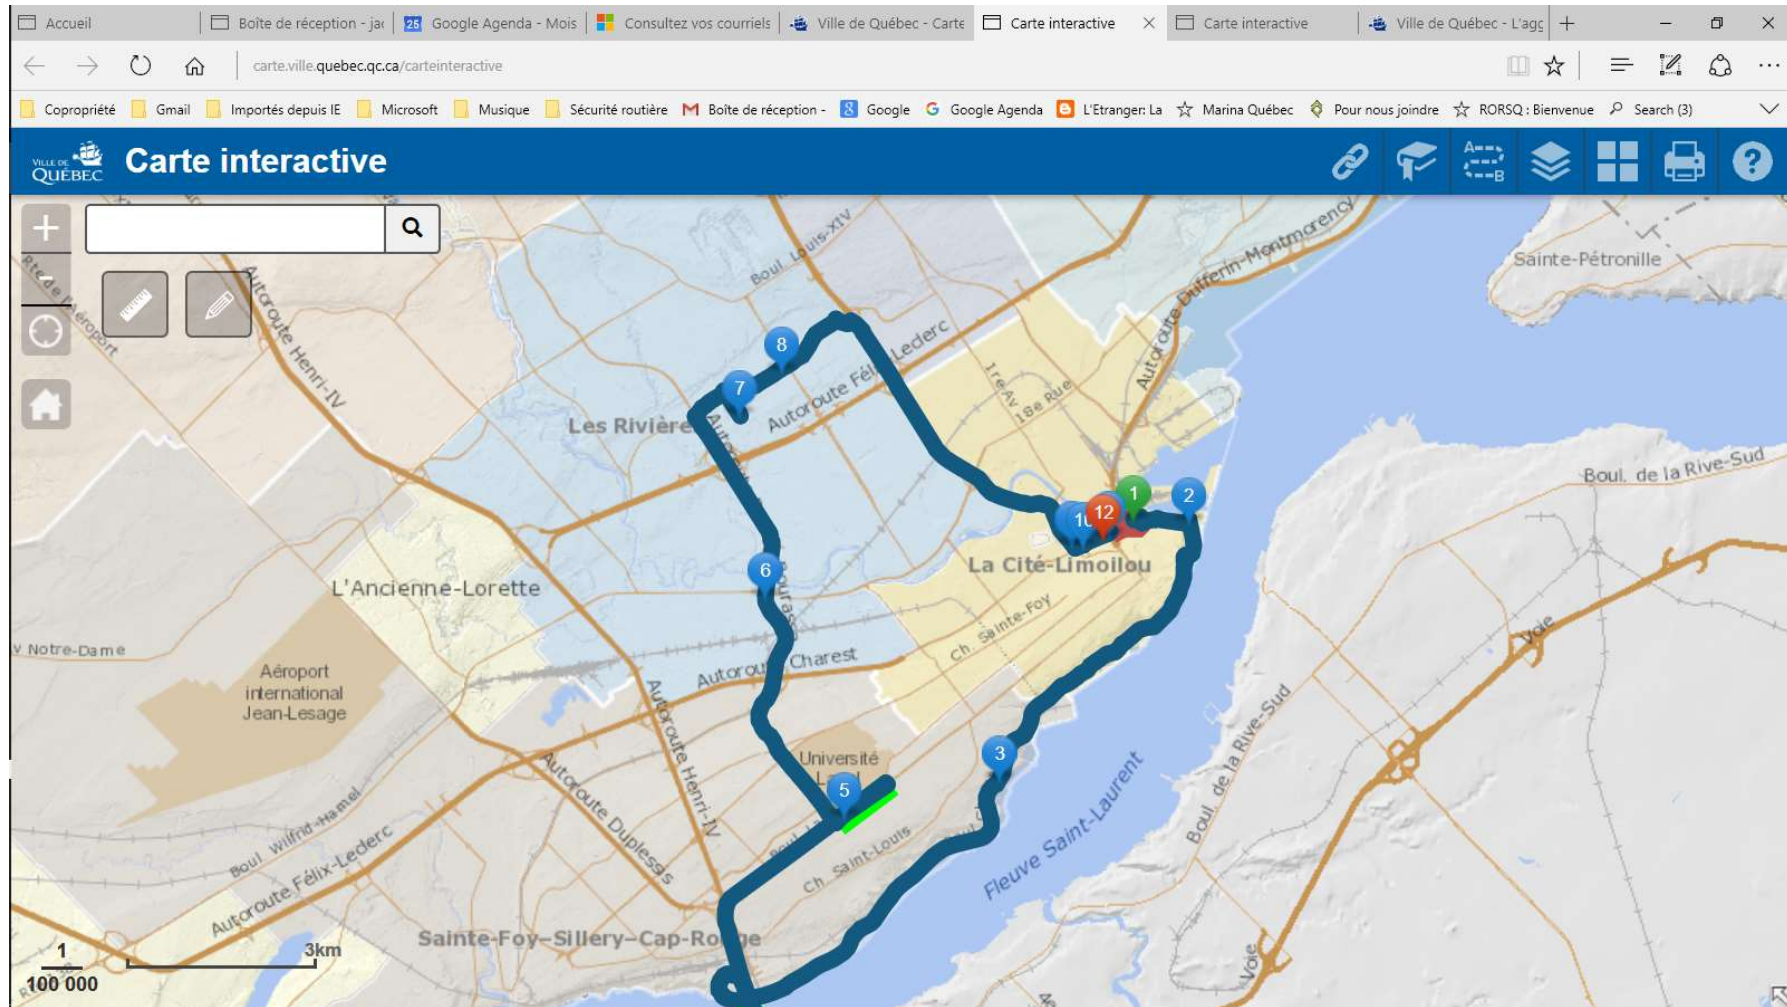 Accueil
Boîte de réception - jac
25 Google Agenda - Mois
Consultez vos courriels
Ville de Québec - Carte
Carte interactive
Carte interactive
Ville de Québec - L'agg
carte.ville.quebec.qc.ca/carteinteractive
Copropriété
Gmail
Importés depuis IE
Microsoft
Musique
Sécurité routière
Boîte de réception -
Google
Google Agenda
L'Etranger: La
Marina Québec
Pour nous joindre
RORSQ : Bienvenue
Search (3)
VILLE DE
QUÉBEC
Carte interactive
A
B
?
Boul. Louis-XIV
Autoroute Dufferin-Montmorency
Sainte-Pétronille
Rte de l'Aéroport
Autoroute Henri-IV
8
7
Autoroute Félix-Leclerc
1re Av
18e Rue
Les Rivière
Boul. de la Rive-Sud
1
2
10
12
La Cité-Limoilou
6
L'Ancienne-Lorette
Ch. Sainte-Foy
Voie
v Notre-Dame
Autoroute Charest
Aéroport
international
Jean-Lesage
Autoroute Henri-IV
Boul. de la Rive-Sud
Université
3
5
Autoroute Duplessis
Boul Wilfrid-Hamel
Autoroute Félix-Leclerc
Ch. Saint-Louis
Fleuve Saint-Laurent
Sainte-Foy–Sillery–Cap-Rouge
Voie
1
100 000
3km